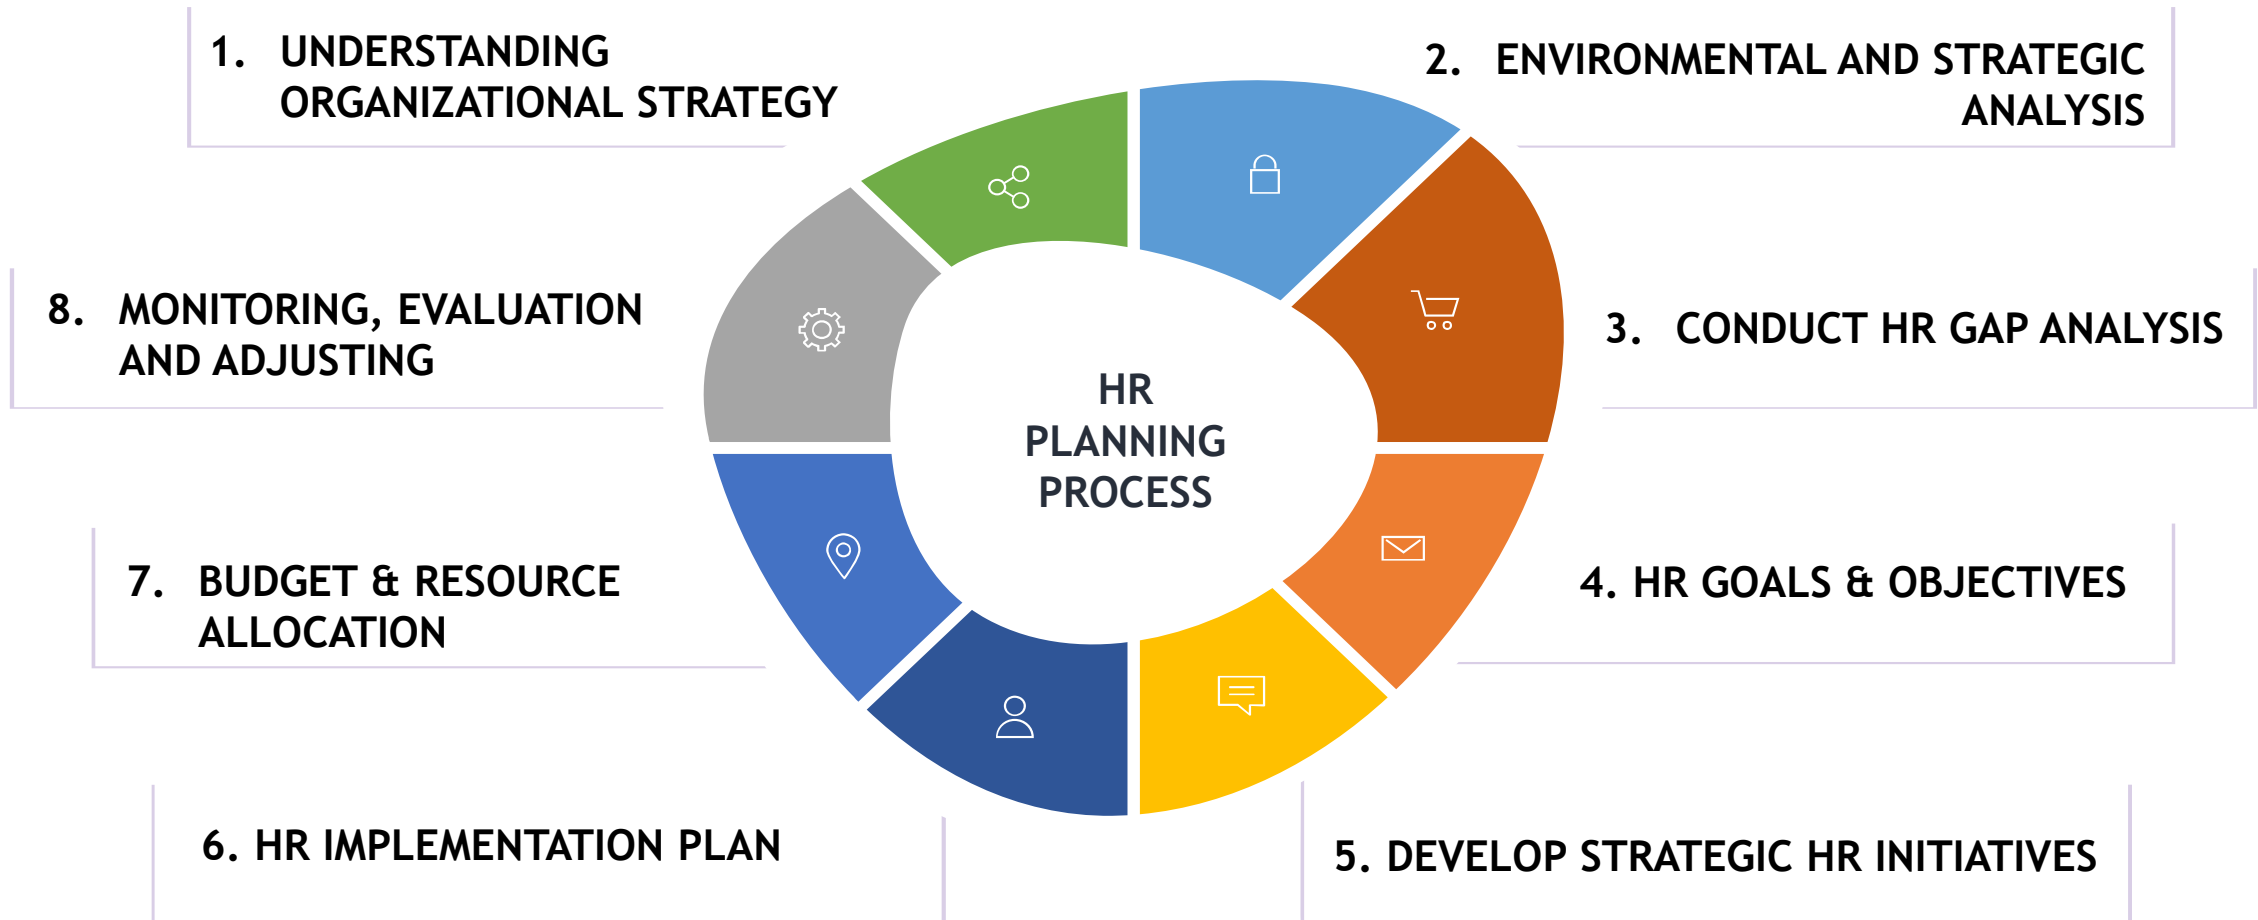 1. UNDERSTANDING
ORGANIZATIONAL STRATEGY
2. ENVIRONMENTAL AND STRATEGIC
ANALYSIS
3. CONDUCT HR GAP ANALYSIS
4. HR GOALS & OBJECTIVES
5. DEVELOP STRATEGIC HR INITIATIVES
6. HR IMPLEMENTATION PLAN
7. BUDGET & RESOURCE
ALLOCATION
8. MONITORING, EVALUATION
AND ADJUSTING
HR
PLANNING
PROCESS